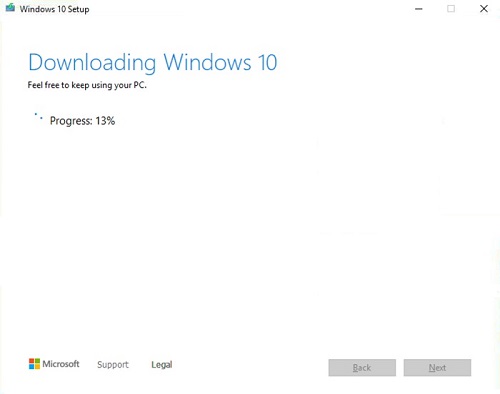 Windows 10 Setup
Downloading Windows 10
Feel free to keep using your PC.
Progress: 13%
Microsoft Support Legal
Back Next